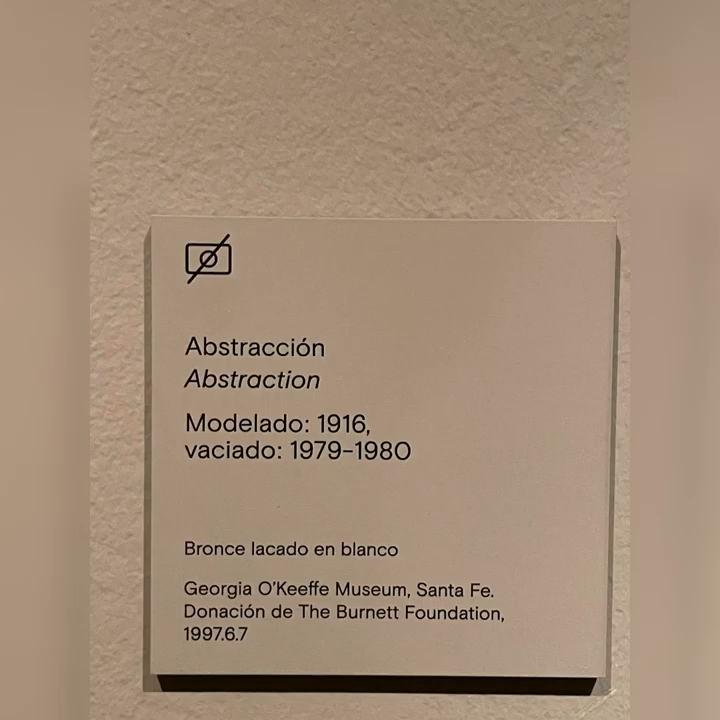 Abstracción
Abstraction
Modelado: 1916,
vaciado: 1979-1980
Bronce lacado en blanco
Georgia O'Keeffe Museum, Santa Fe.
Donación de The Burnett Foundation,
1997.6.7